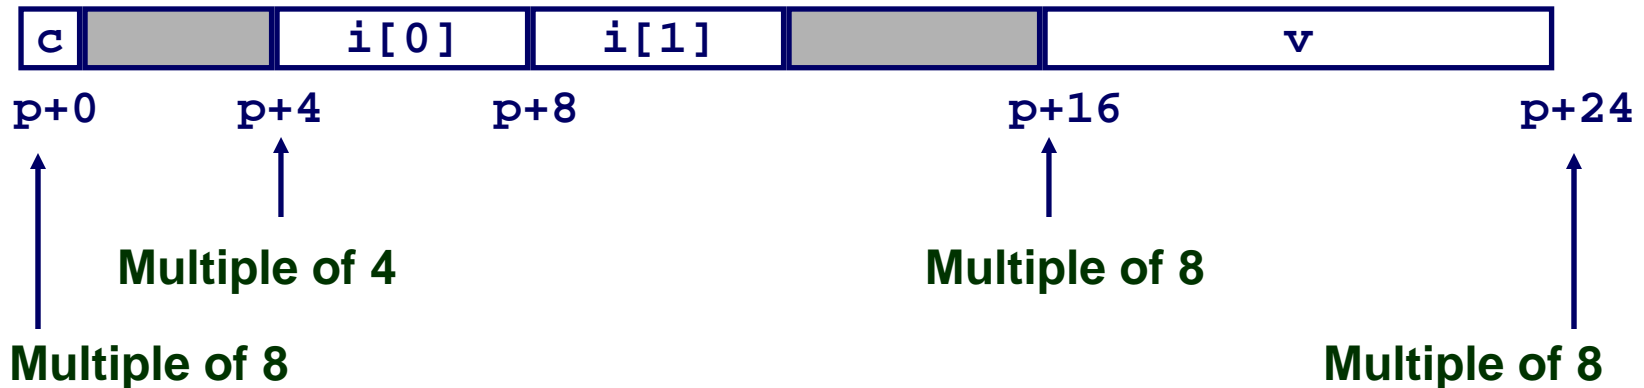 c i[0] i[1] v
p+0 p+4 p+8 p+16 p+24
Multiple of 4 Multiple of 8
Multiple of 8 Multiple of 8